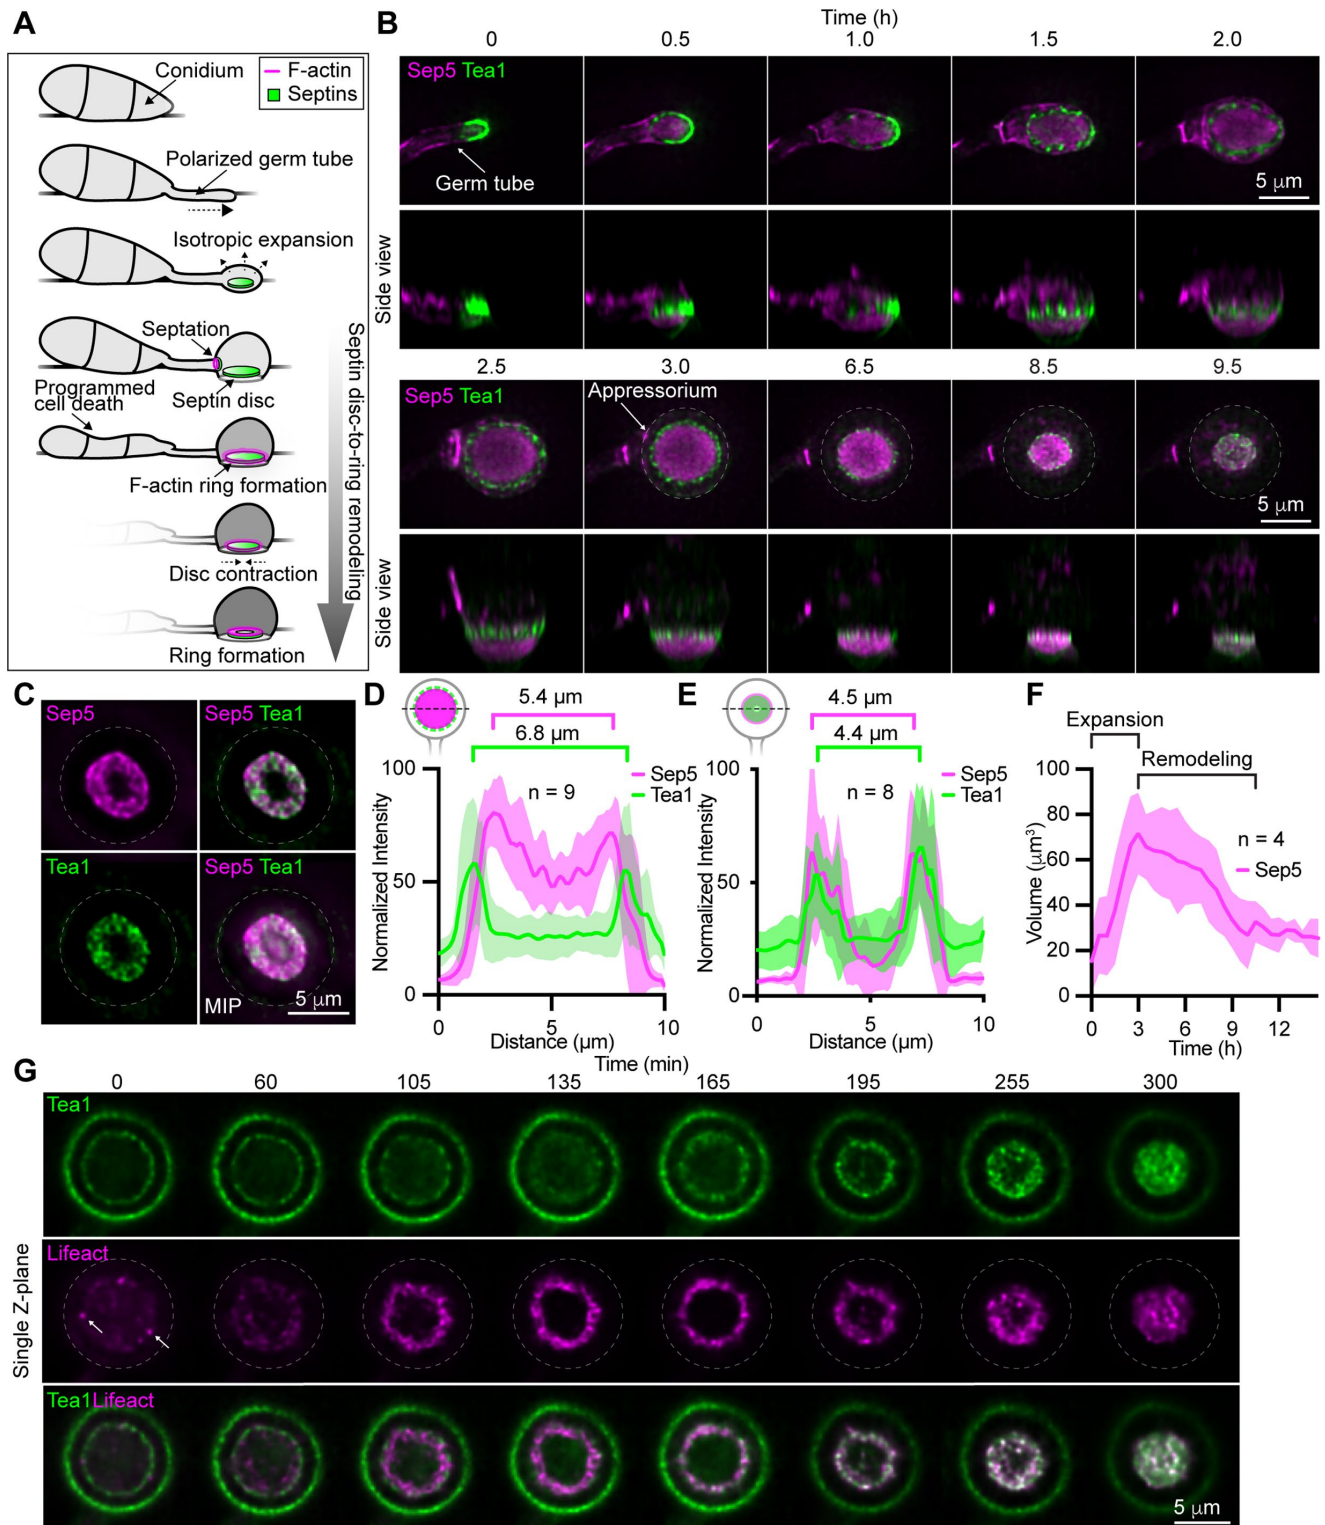 A
Conidium
F-actin
Septins
Polarized germ tube
Isotropic expansion
Septation
Programmed
cell death
Septin disc
F-actin ring formation
Disc contraction
Ring formation
Septin disc-to-ring remodeling
B
Time (h)
0 0.5 1.0 1.5 2.0
Sep5 Tea1
Germ tube
5 µm
Side view
2.5 3.0 6.5 8.5 9.5
Sep5 Tea1
Appressorium
5 µm
Side view
C
Sep5
Sep5 Tea1
Tea1
Sep5 Tea1
MIP
5 µm
D
5.4 µm
6.8 µm
Sep5
Tea1
n = 9
Normalized Intensity
100
50
0
0 5 10
Distance (µm)
E
4.5 µm
4.4 µm
Sep5
Tea1
n = 8
Normalized Intensity
100
50
0
0 5 10
Distance (µm)
F
Expansion
Remodeling
n = 4
Sep5
Volume (µm³)
100
80
60
40
20
0
0 3 6 9 12
Time (h)
G
Time (min)
0 60 105 135 165 195 255 300
Tea1
Lifeact
Single Z-plane
Tea1Lifeact
5 µm